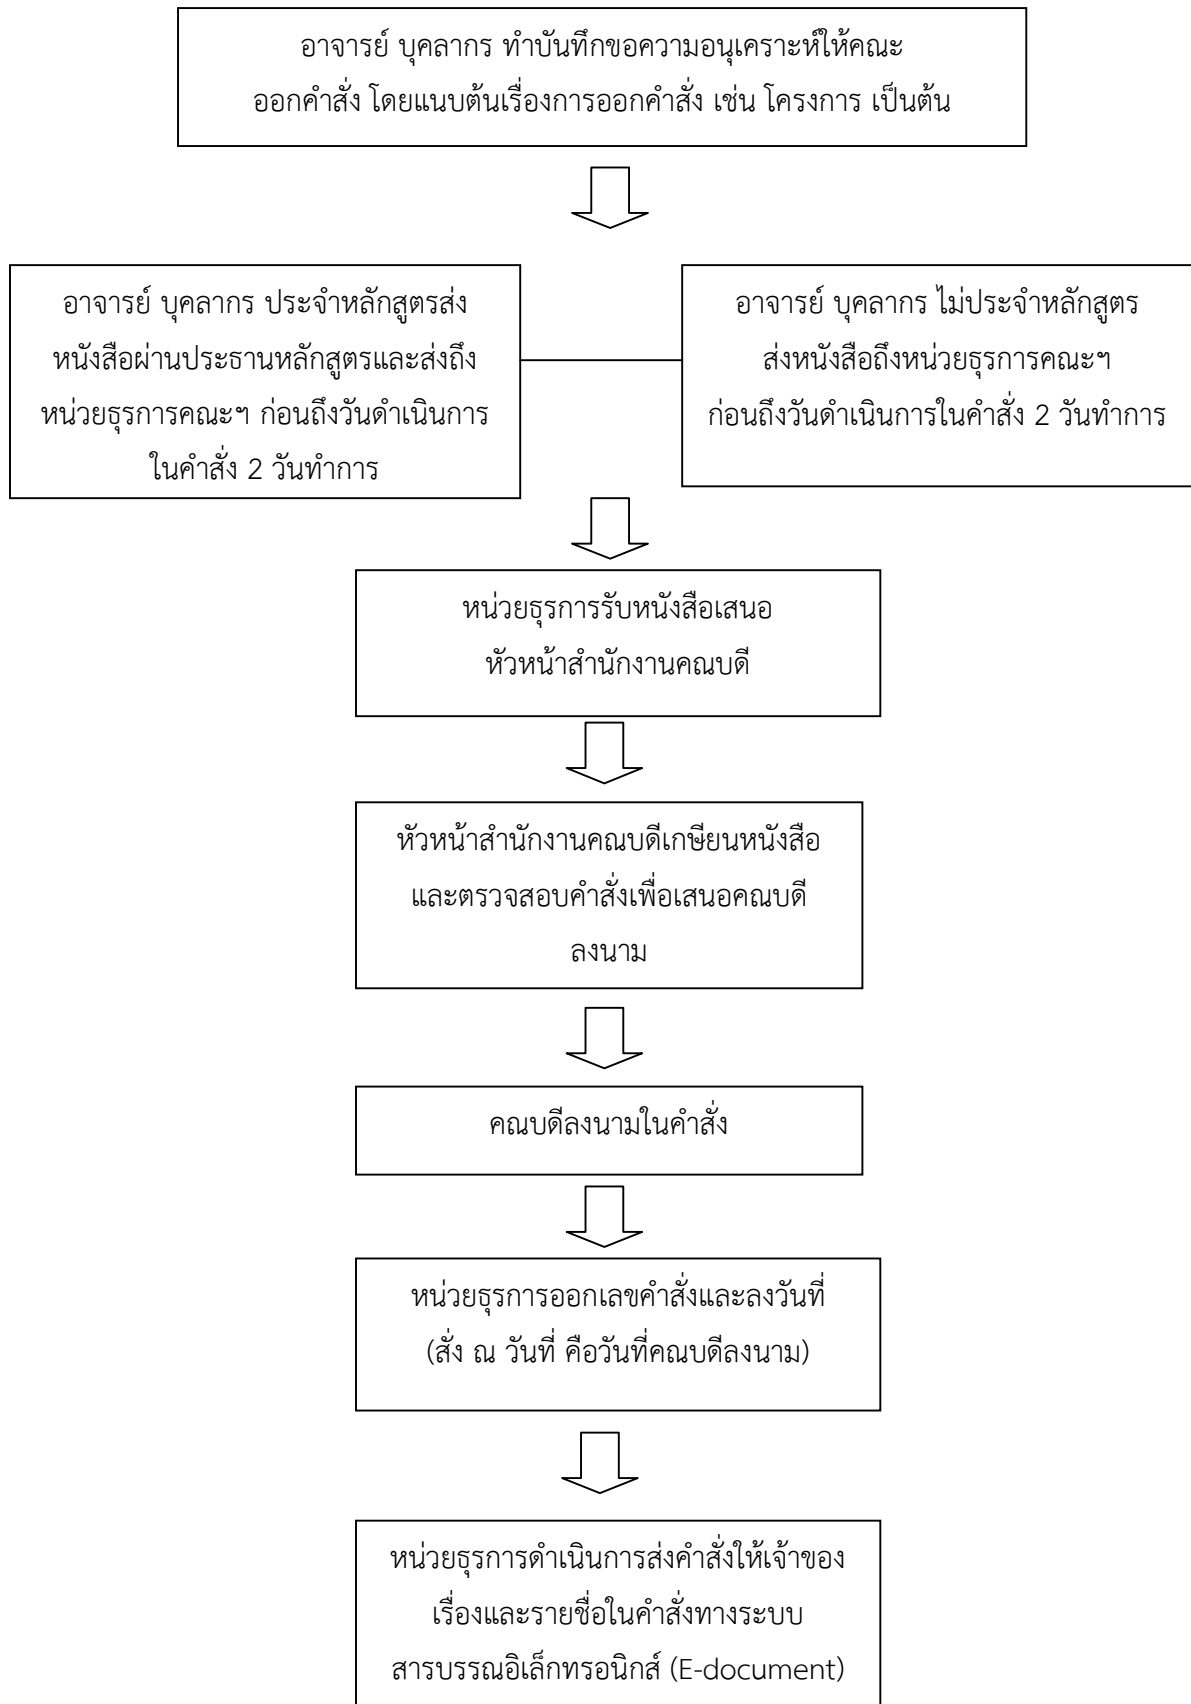 อาจารย์ บุคลากร ทำบันทึกขอความอนุเคราะห์ให้คณะ
ออกคำสั่ง โดยแนบต้นเรื่องการออกคำสั่ง เช่น โครงการ เป็นต้น
อาจารย์ บุคลากร ประจำหลักสูตรส่ง
หนังสือผ่านประธานหลักสูตรและส่งถึง
หน่วยธุรการคณะฯ ก่อนถึงวันดำเนินการ
ในคำสั่ง 2 วันทำการ
อาจารย์ บุคลากร ไม่ประจำหลักสูตร
ส่งหนังสือถึงหน่วยธุรการคณะฯ
ก่อนถึงวันดำเนินการในคำสั่ง 2 วันทำการ
หน่วยธุรการรับหนังสือเสนอ
หัวหน้าสำนักงานคณบดี
หัวหน้าสำนักงานคณบดีเกษียนหนังสือ
และตรวจสอบคำสั่งเพื่อเสนอคณบดี
ลงนาม
คณบดีลงนามในคำสั่ง
หน่วยธุรการออกเลขคำสั่งและลงวันที่
(สั่ง ณ วันที่ คือวันที่คณบดีลงนาม)
หน่วยธุรการดำเนินการส่งคำสั่งให้เจ้าของ
เรื่องและรายชื่อในคำสั่งทางระบบ
สารบรรณอิเล็กทรอนิกส์ (E-document)